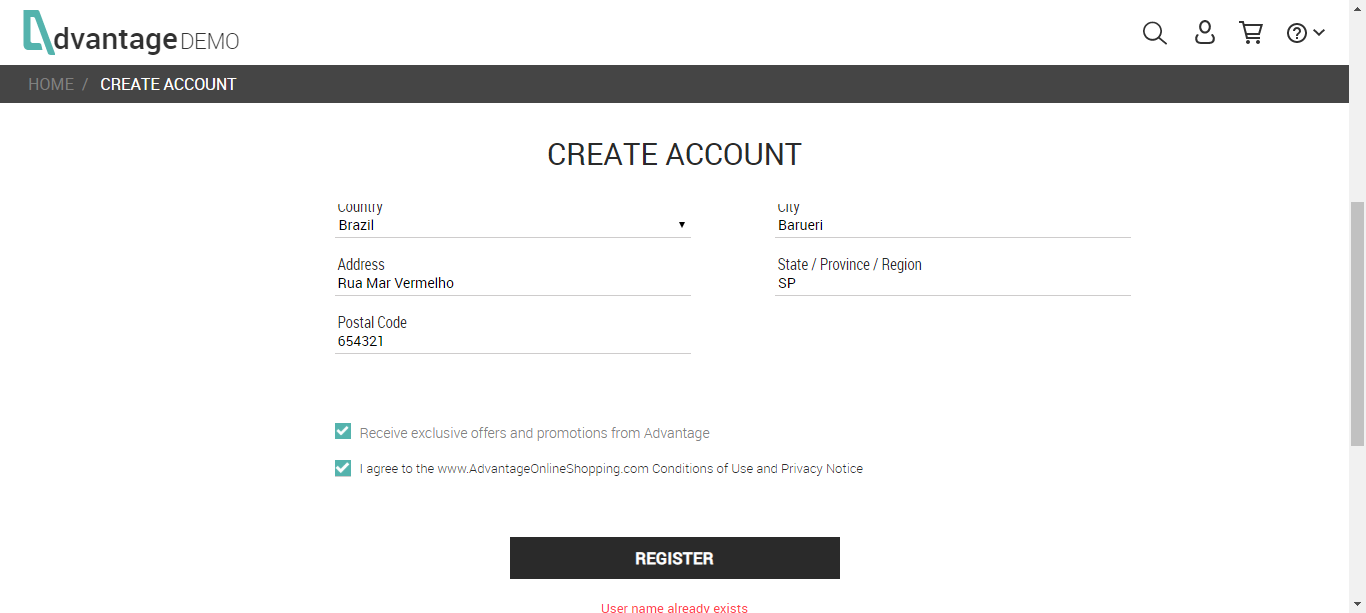 dvantage DEMO
HOME / CREATE ACCOUNT
CREATE ACCOUNT
Country City
Brazil Barueri
Address State / Province / Region
Rua Mar Vermelho SP
Postal Code
654321
Receive exclusive offers and promotions from Advantage
I agree to the www.AdvantageOnlineShopping.com Conditions of Use and Privacy Notice
REGISTER
User name already exists